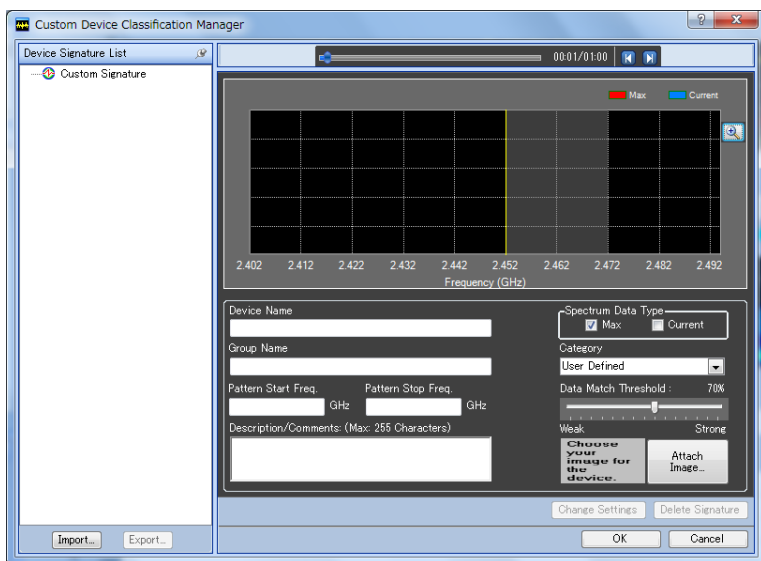 Custom Device Classification Manager
Device Signature List
00:01/01:00
Custom Signature
Max Current
2.402 2.412 2.422 2.432 2.442 2.452 2.462 2.472 2.482 2.492
Frequency (GHz)
Device Name
Spectrum Data Type
Max Current
Group Name
Category
User Defined
Pattern Start Freq. Pattern Stop Freq.
Data Match Threshold : 70%
GHz GHz
Description/Comments: (Max: 255 Characters)
Weak Strong
Choose
your
image for
the
device.
Attach
Image...
Change Settings Delete Signature
Import... Export...
OK Cancel